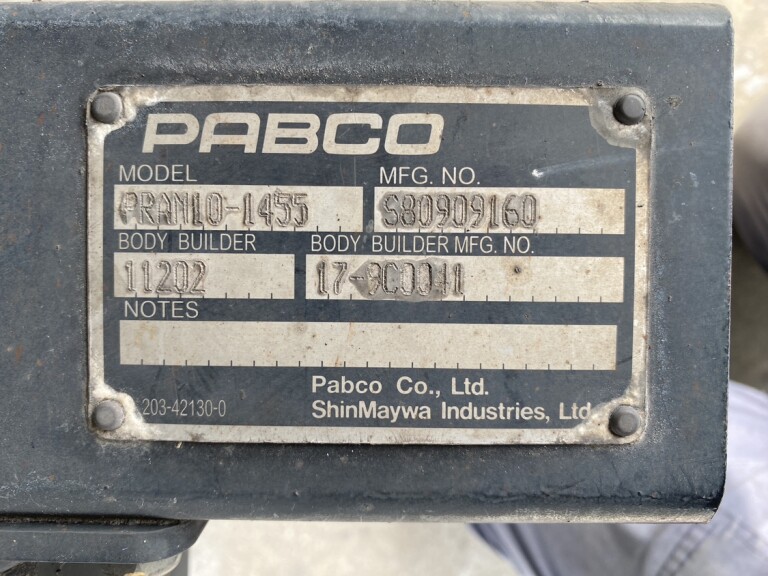 PABCO
MODEL MFG. NO.
PRAM10-1455 S80909160
BODY BUILDER BODY BUILDER MFG. NO.
11202
NOTES
Pabco Co., Ltd.
203-42130-0 ShinMaywa Industries, Ltd.